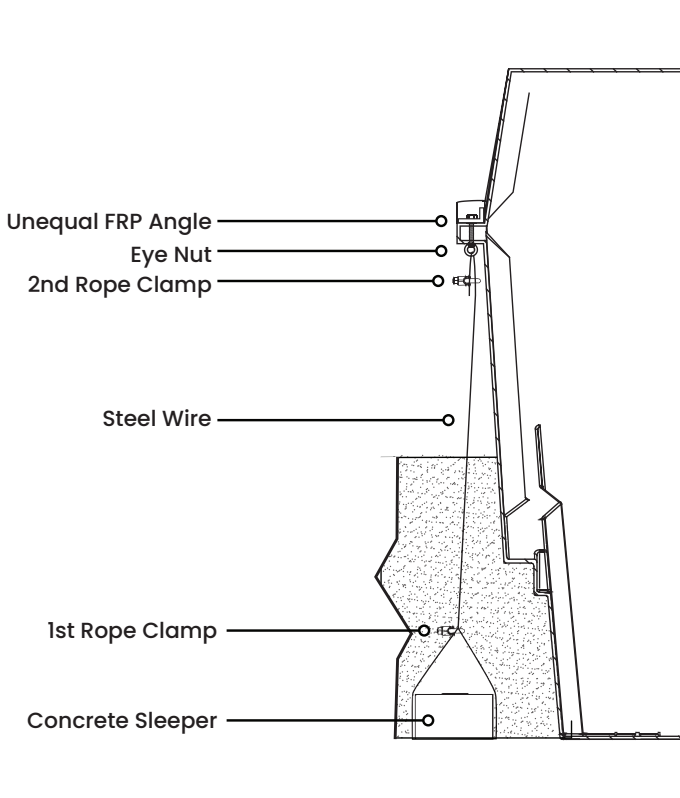 Unequal FRP Angle
Eye Nut
2nd Rope Clamp
Steel Wire
1st Rope Clamp
Concrete Sleeper